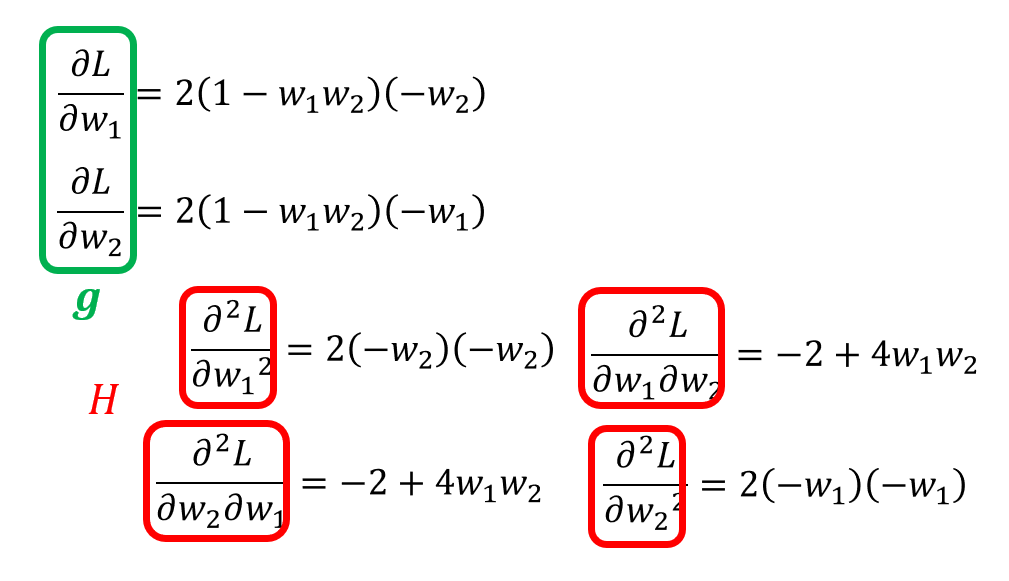 ∂L/∂w₁ = 2(1 − w₁w₂)(−w₂)
∂L/∂w₂ = 2(1 − w₁w₂)(−w₁)
g
∂²L/∂w₁² = 2(−w₂)(−w₂)
∂²L/∂w₁∂w₂ = −2 + 4w₁w₂
H
∂²L/∂w₂∂w₁ = −2 + 4w₁w₂
∂²L/∂w₂² = 2(−w₁)(−w₁)